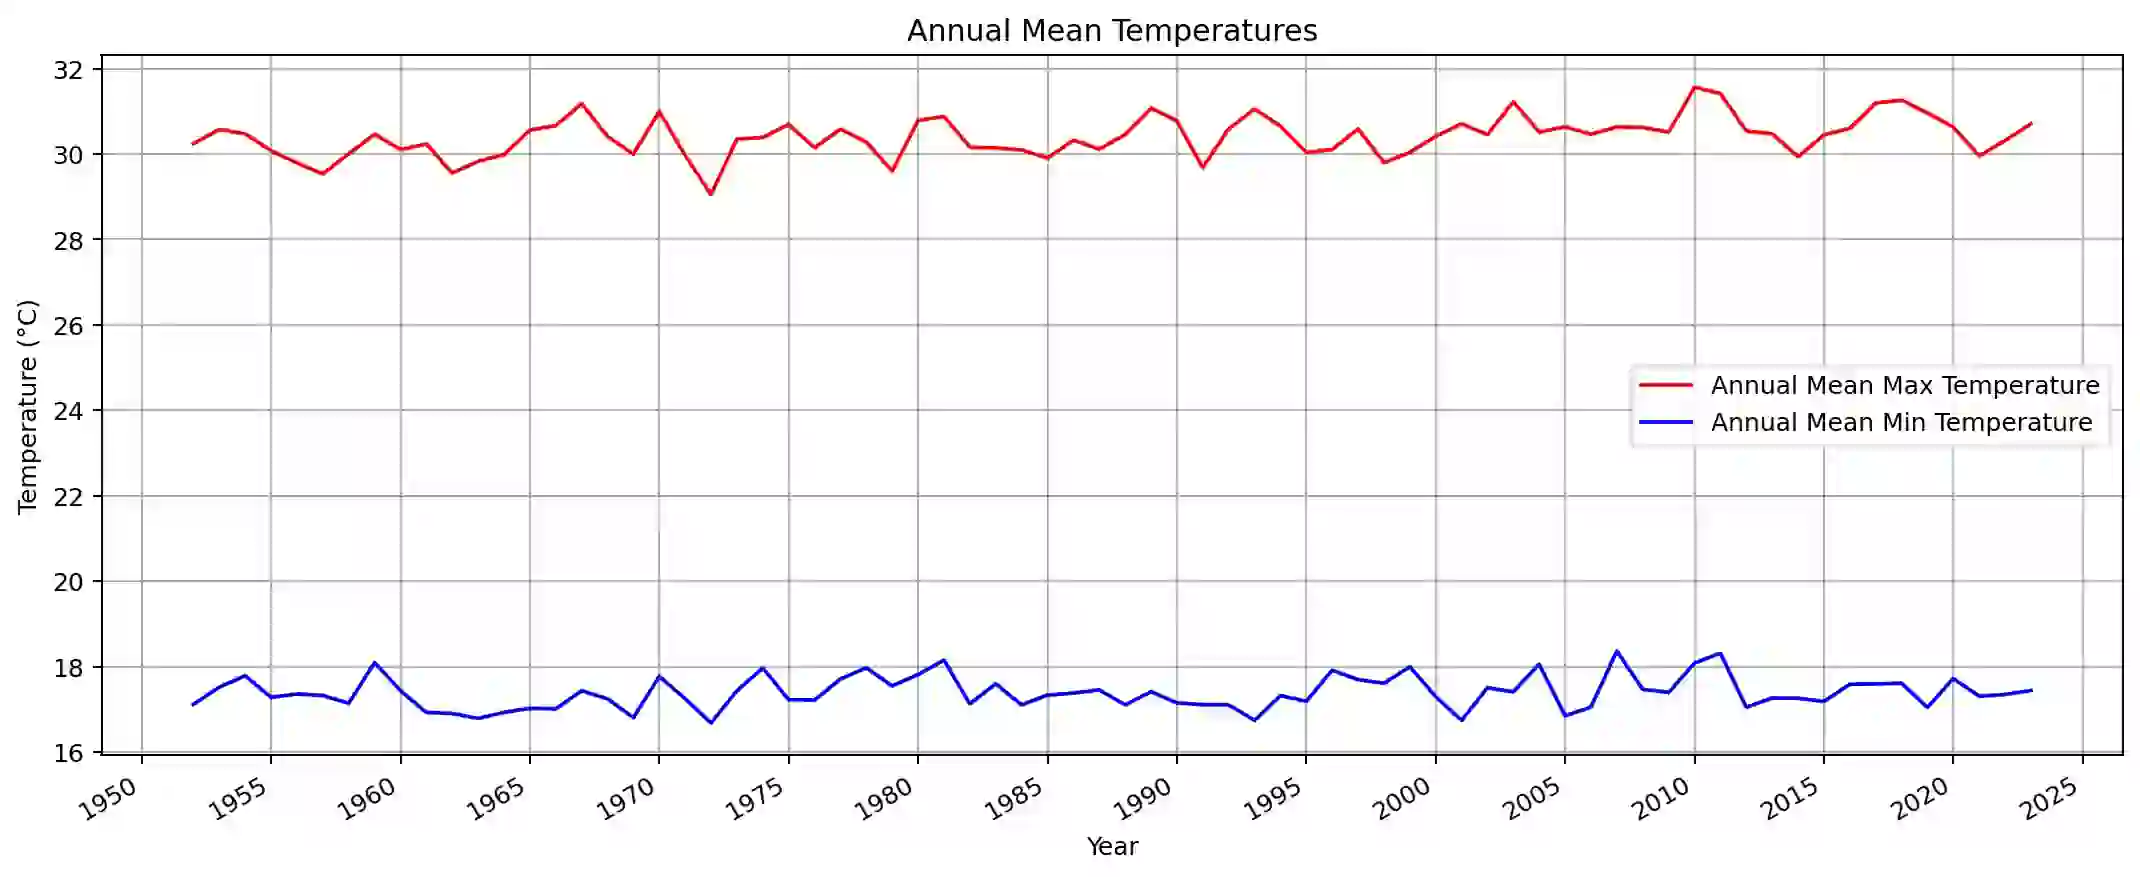 Annual Mean Temperatures
32
30
28
26
24
22
20
18
16
Temperature (°C)
Annual Mean Max Temperature
Annual Mean Min Temperature
1950 1955 1960 1965 1970 1975 1980 1985 1990 1995 2000 2005 2010 2015 2020 2025
Year